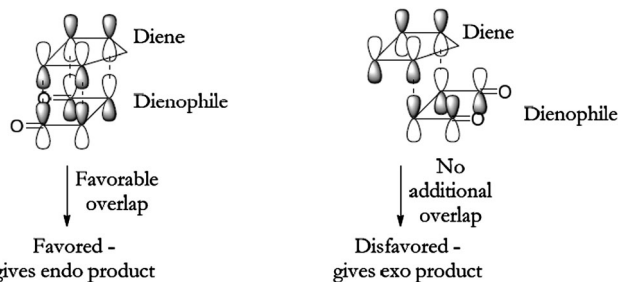 Diene
Dienophile
O
O
Favorable
overlap
Favored -
gives endo product
Diene
O
O
Dienophile
No
additional
overlap
Disfavored -
gives exo product